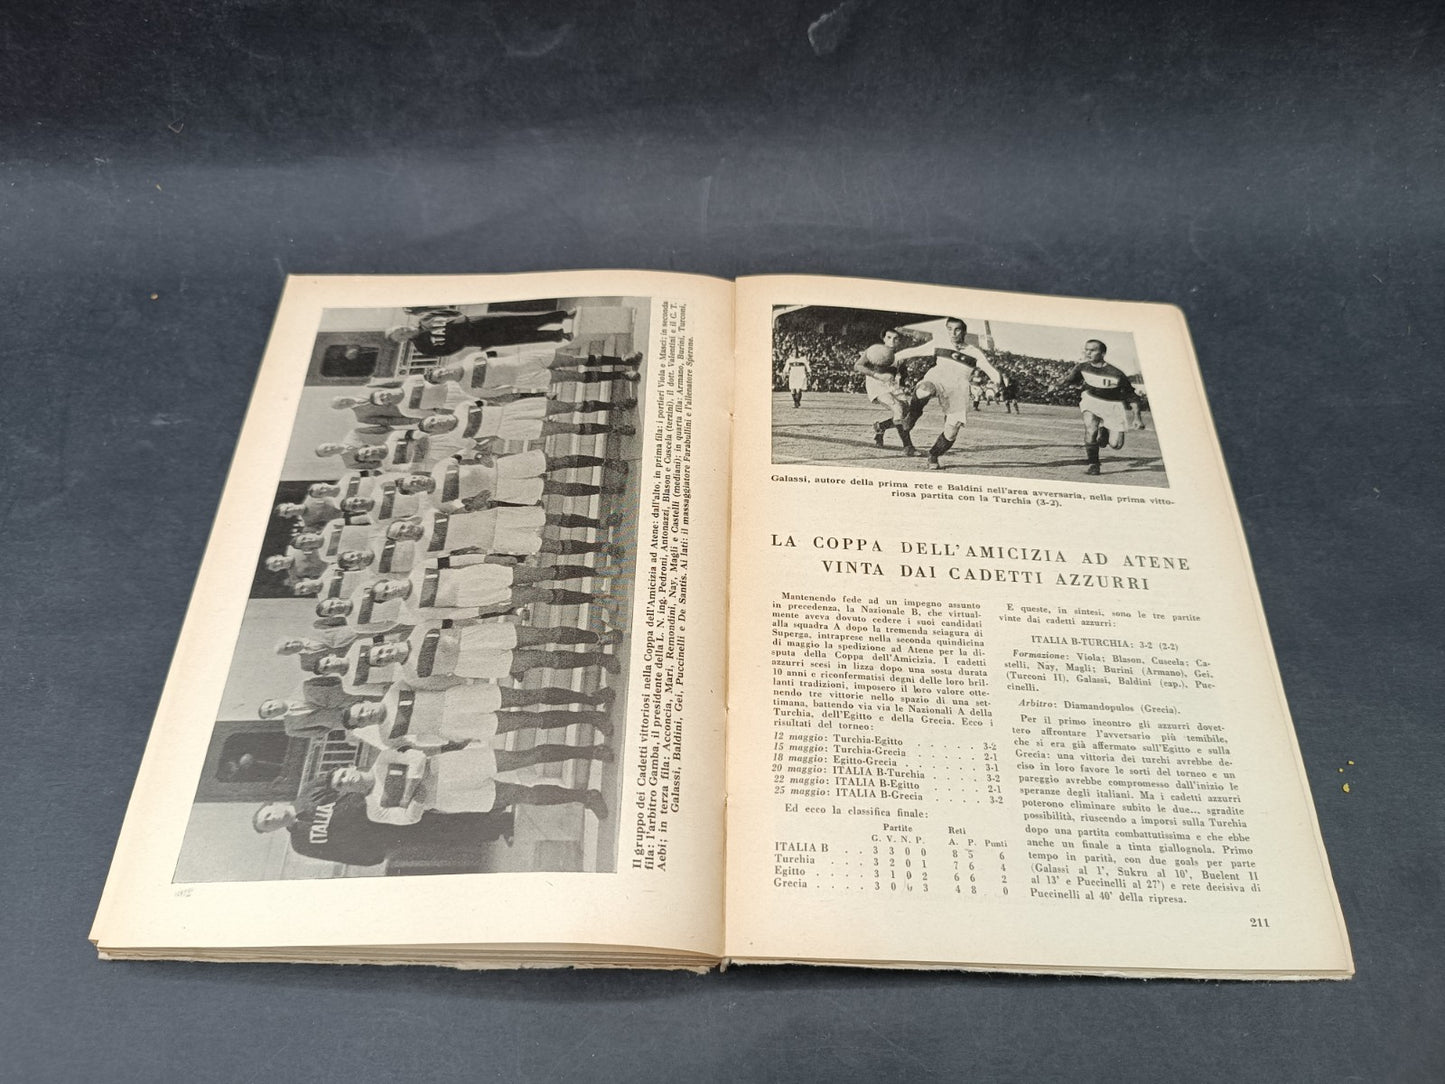 ITALIA
ITALIA
Il gruppo dei Cadetti vittoriosi nella Coppa dell'Amicizia ad Atene: dall'alto, in prima fila: i portieri Viola e Masci; in seconda
fila: l'arbitro Gamba, il presidente della L. N. ing. Pedroni, Antonazzi, Blason e Cuscela (terzini), il dott. Valentini e il C. T.
Aebi; in terza fila: Acconcia, Mari, Remondini, Nay, Magli e Castelli (mediani); in quarta fila: Armano, Burini, Turconi,
Galassi, Baldini, Gei, Puccinelli e De Santis. Ai lati: il massaggiatore Farabullini e l'allenatore Sperone.
Galassi, autore della prima rete e Baldini nell'area avversaria, nella prima vitto-
riosa partita con la Turchia (3-2).
LA COPPA DELL'AMICIZIA AD ATENE
VINTA DAI CADETTI AZZURRI
Mantenendo fede ad un impegno assunto
in precedenza, la Nazionale B, che virtual-
mente aveva dovuto cedere i suoi candidati
alla squadra A dopo la tremenda sciagura di
Superga, intraprese nella seconda quindicina
di maggio la spedizione ad Atene per la di-
sputa della Coppa dell'Amicizia. I cadetti
azzurri scesi in lizza dopo una sosta durata
10 anni e riconfermatisi degni delle loro bril-
lanti tradizioni, imposero il loro valore otte-
nendo tre vittorie nello spazio di una set-
timana, battendo via via le Nazionali A della
Turchia, dell'Egitto e della Grecia. Ecco i
risultati del torneo:
12 maggio: Turchia-Egitto . . . . . 3-2
15 maggio: Turchia-Grecia . . . . . 2-1
18 maggio: Egitto-Grecia . . . . . 3-1
20 maggio: ITALIA B-Turchia . . . . 3-2
22 maggio: ITALIA B-Egitto . . . . 2-1
25 maggio: ITALIA B-Grecia . . . . 3-2
Ed ecco la classifica finale:
Partite Reti
G. V. N. P. A. P. Punti
ITALIA B . . 3 3 0 0 8 5 6
Turchia . . . . 3 2 0 1 7 6 4
Egitto . . . . 3 1 0 2 6 6 2
Grecia . . . . 3 0 0 3 4 8 0
E queste, in sintesi, sono le tre partite
vinte dai cadetti azzurri:
ITALIA B-TURCHIA: 3-2 (2-2)
Formazione: Viola; Blason, Cuscela; Ca-
stelli, Nay, Magli; Burini (Armano), Gei,
(Turconi II), Galassi, Baldini (cap.), Puc-
cinelli.
Arbitro: Diamandopulos (Grecia).
Per il primo incontro gli azzurri dovet-
tero affrontare l'avversario più temibile,
che si era già affermato sull'Egitto e sulla
Grecia: una vittoria dei turchi avrebbe de-
ciso in loro favore le sorti del torneo e un
pareggio avrebbe compromesso dall'inizio le
speranze degli italiani. Ma i cadetti azzurri
poterono eliminare subito le due... sgradite
possibilità, riuscendo a imporsi sulla Turchia
dopo una partita combattutissima e che ebbe
anche un finale a tinta giallognola. Primo
tempo in parità, con due goals per parte
(Galassi al 1', Sukru al 10', Buelent II
al 13' e Puccinelli al 27') e rete decisiva di
Puccinelli al 40' della ripresa.
211